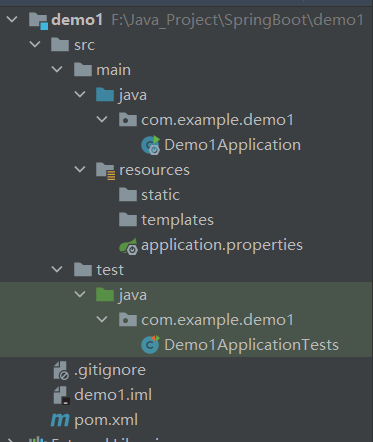 demo1 F:\Java_Project\SpringBoot\demo1
src
main
java
com.example.demo1
Demo1Application
resources
static
templates
application.properties
test
java
com.example.demo1
Demo1ApplicationTests
.gitignore
demo1.iml
pom.xml